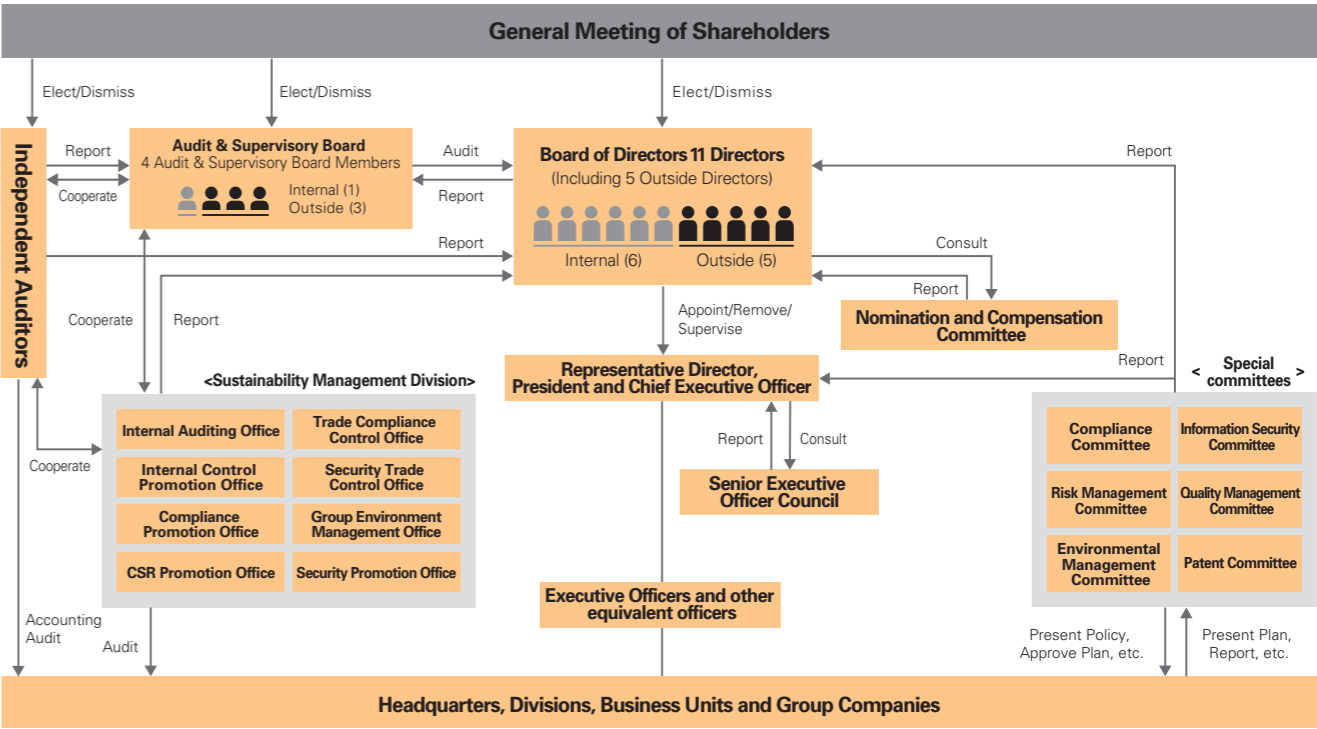 General Meeting of Shareholders
Elect/Dismiss
Elect/Dismiss
Elect/Dismiss
Independent Auditors
Report
Cooperate
Audit & Supervisory Board
4 Audit & Supervisory Board Members
Internal (1)
Outside (3)
Audit
Report
Board of Directors 11 Directors
(Including 5 Outside Directors)
Internal (6)
Outside (5)
Report
Report
Consult
Report
Nomination and Compensation
Committee
Cooperate
Report
Appoint/Remove/
Supervise
Representative Director,
President and Chief Executive Officer
Report
Report
Consult
Senior Executive
Officer Council
<Sustainability Management Division>
Internal Auditing Office
Trade Compliance
Control Office
Internal Control
Promotion Office
Security Trade
Control Office
Compliance
Promotion Office
Group Environment
Management Office
CSR Promotion Office
Security Promotion Office
Cooperate
< Special
committees >
Compliance
Committee
Information Security
Committee
Risk Management
Committee
Quality Management
Committee
Environmental
Management
Committee
Patent Committee
Executive Officers and other
equivalent officers
Accounting
Audit
Audit
Present Policy,
Approve Plan, etc.
Present Plan,
Report, etc.
Headquarters, Divisions, Business Units and Group Companies